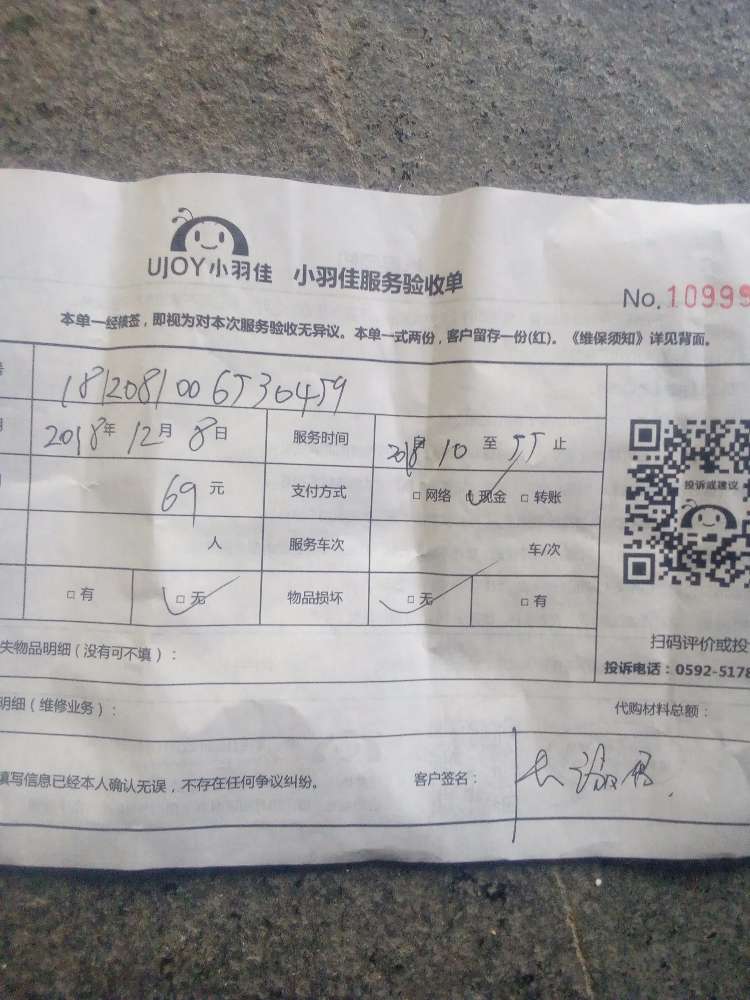 UJOY小羽佳 小羽佳服务验收单
No.10999
本单一经核签，即视为对本次服务验收无异议。本单一式两份，客户留存一份(红)。《维保须知》详见背面。
号 18120810065730459
期 2018年 12月 8日 服务时间 2018 10 至 止
69元 支付方式 □网络 □现金 □转账
人 服务车次 车/次
□有 □无 物品损坏 □无 □有
投诉或建议
扫码评价或投
投诉电话：0592-5178
失物品明细（没有可不填）：
明细（维修业务）： 代购材料总额：
填写信息已经本人确认无误，不存在任何争议纠纷。 客户签名：